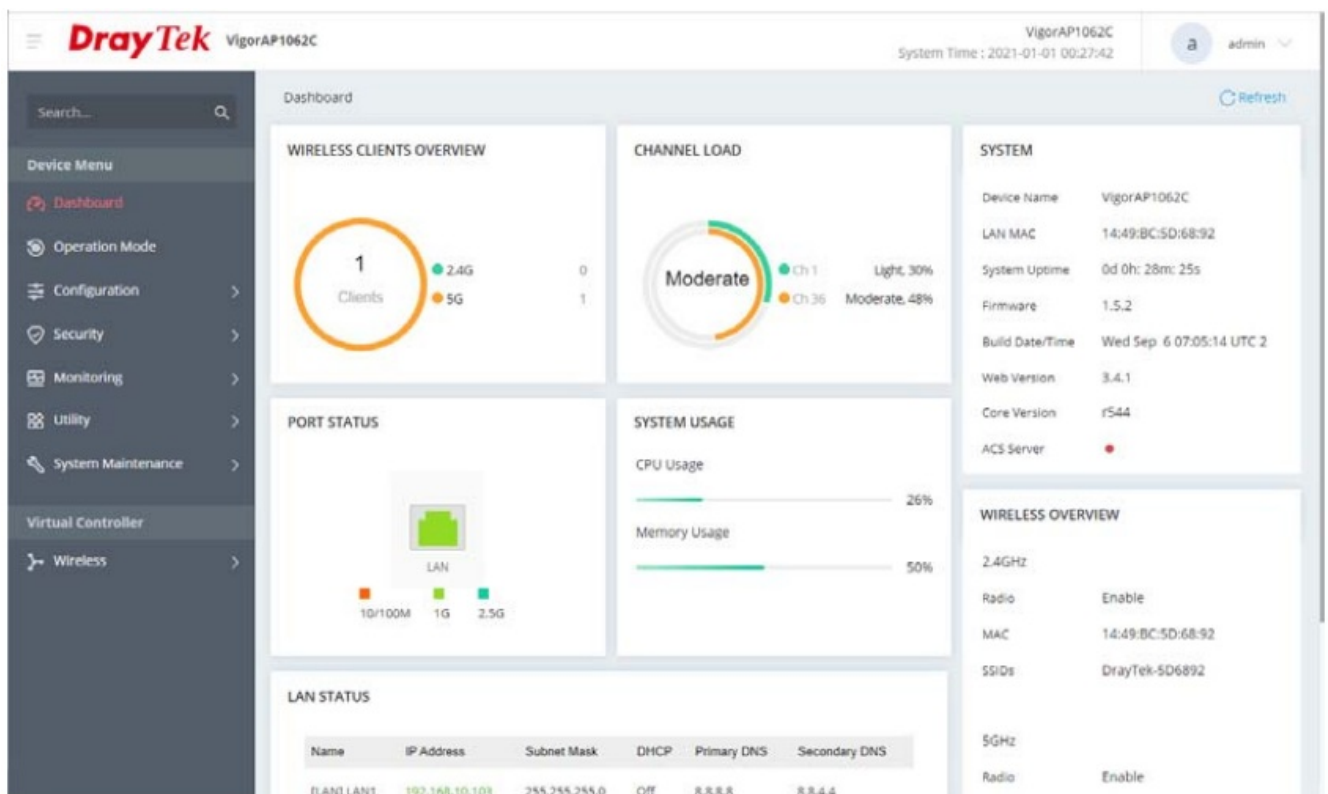 DrayTek VigorAP1062C
VigorAP1062C
System Time : 2021-01-01 00:27:42
a admin
Search...
Device Menu
Dashboard
Operation Mode
Configuration
Security
Monitoring
Utility
System Maintenance
Virtual Controller
Wireless
Dashboard
Refresh
WIRELESS CLIENTS OVERVIEW
1
Clients
2.4G 0
5G 1
CHANNEL LOAD
Moderate
Ch 1 Light, 30%
Ch 36 Moderate, 48%
SYSTEM
Device Name VigorAP1062C
LAN MAC 14:49:BC:5D:68:92
System Uptime 0d 0h: 28m: 25s
Firmware 1.5.2
Build Date/Time Wed Sep 6 07:05:14 UTC 2
Web Version 3.4.1
Core Version r544
ACS Server
PORT STATUS
LAN
10/100M 1G 2.5G
SYSTEM USAGE
CPU Usage
26%
Memory Usage
50%
WIRELESS OVERVIEW
2.4GHz
Radio Enable
MAC 14:49:BC:5D:68:92
SSIDs DrayTek-5D6892
5GHz
Radio Enable
LAN STATUS
Name IP Address Subnet Mask DHCP Primary DNS Secondary DNS
[LAN] LAN1 192.168.10.103 255.255.255.0 Off 8.8.8.8 8.8.4.4